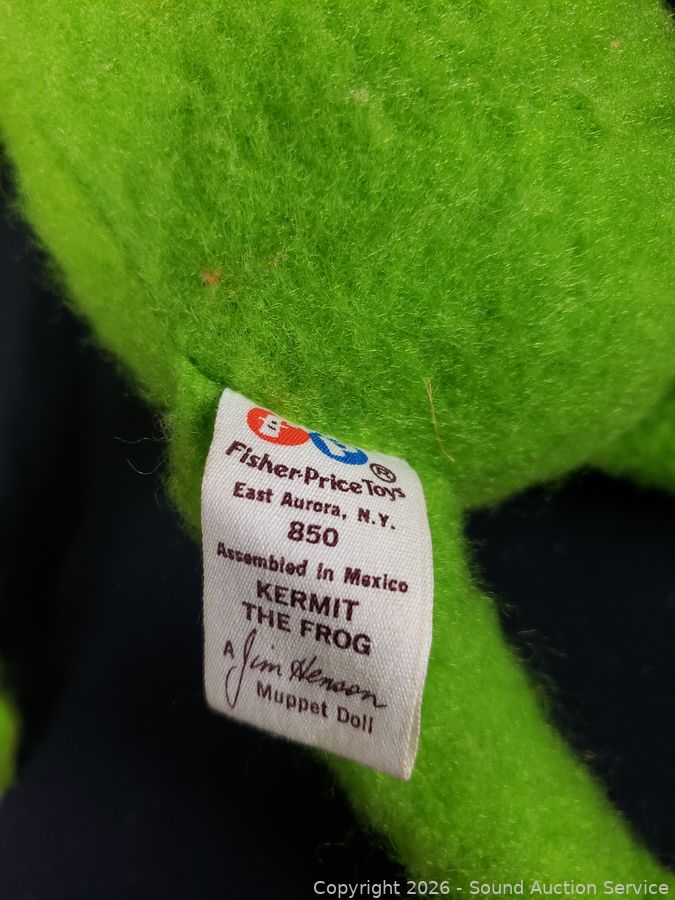 FP®
Fisher-Price Toys
East Aurora, N.Y.
850
Assembled in Mexico
KERMIT
THE FROG
A Jim Henson
Muppet Doll
Copyright 2026 - Sound Auction Service